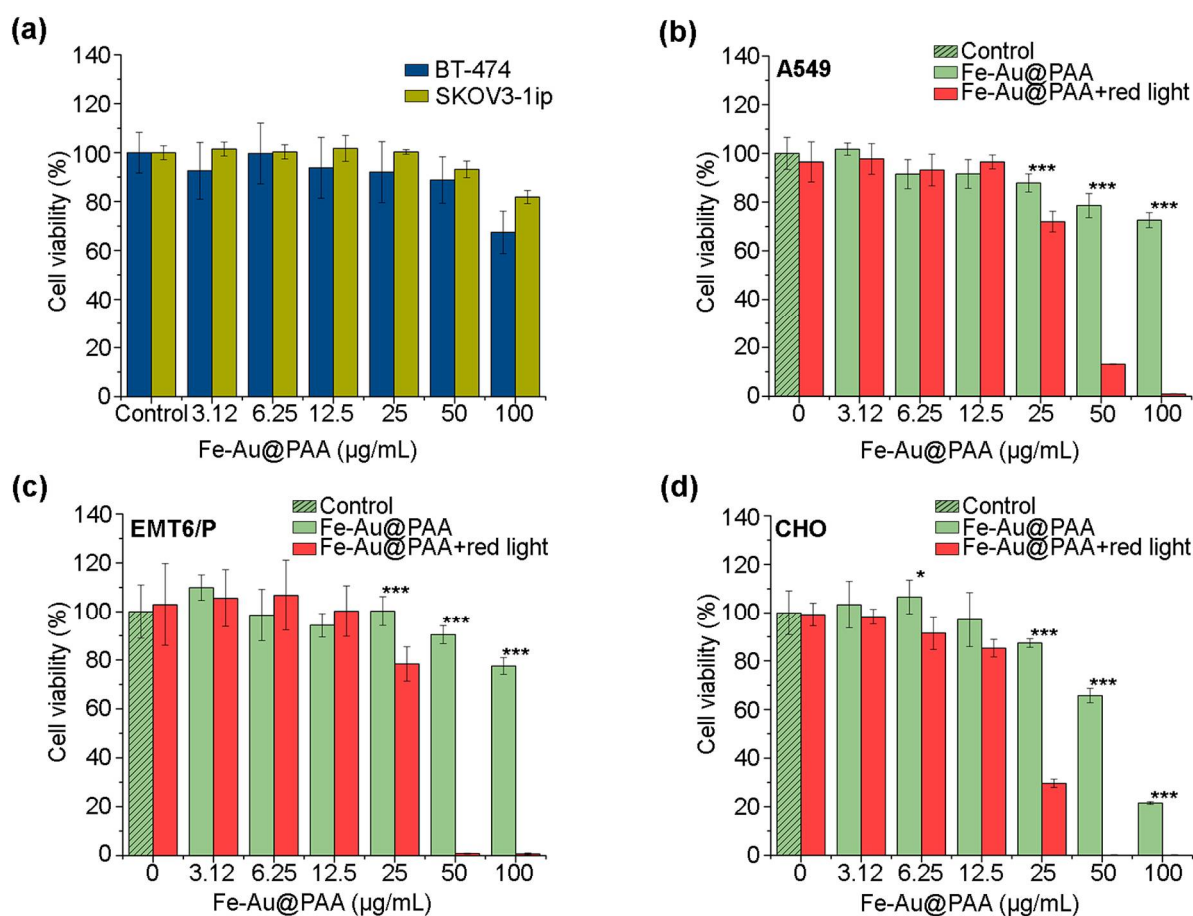 (a)
140
120
100
80
60
40
20
0
Cell viability (%)
BT-474
SKOV3-1ip
Control 3.12 6.25 12.5 25 50 100
Fe-Au@PAA (µg/mL)
(b)
A549
140
120
100
80
60
40
20
0
Cell viability (%)
Control
Fe-Au@PAA
Fe-Au@PAA+red light
*** *** ***
0 3.12 6.25 12.5 25 50 100
Fe-Au@PAA (µg/mL)
(c)
EMT6/P
140
120
100
80
60
40
20
0
Cell viability (%)
Control
Fe-Au@PAA
Fe-Au@PAA+red light
*** *** ***
0 3.12 6.25 12.5 25 50 100
Fe-Au@PAA (µg/mL)
(d)
CHO
140
120
100
80
60
40
20
0
Cell viability (%)
Control
Fe-Au@PAA
Fe-Au@PAA+red light
* *** *** ***
0 3.12 6.25 12.5 25 50 100
Fe-Au@PAA (µg/mL)